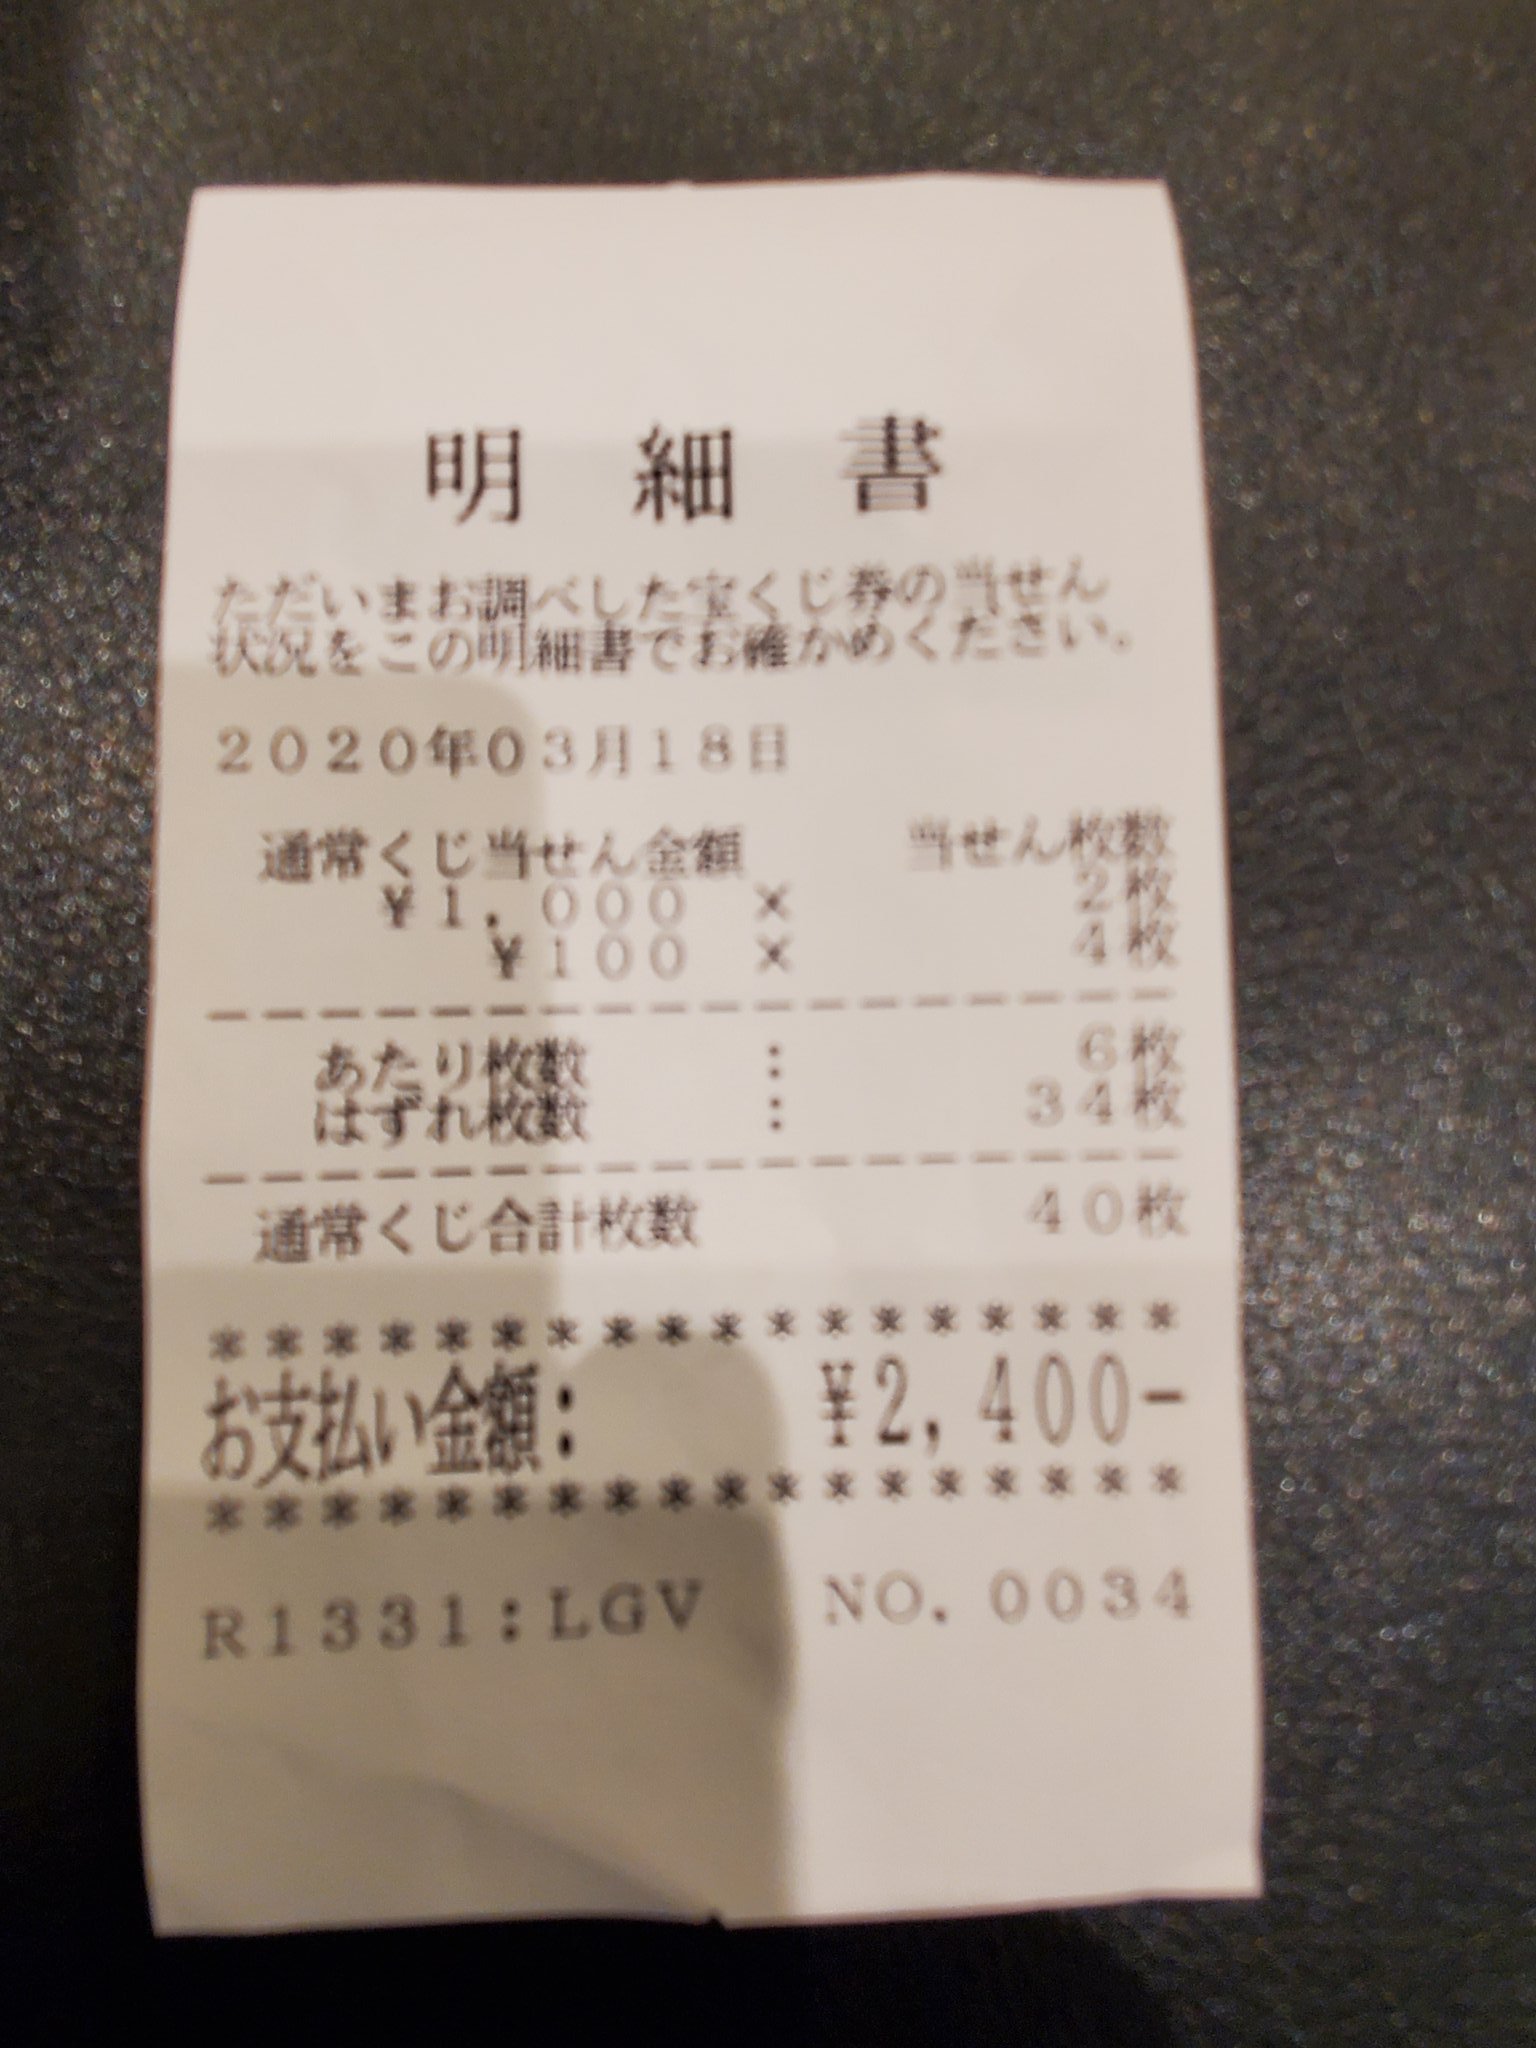 明細書
ただいまお調べした宝くじ券の当せん
状況をこの明細書でお確かめください.
2020年03月18日
通常くじ当せん金額 当せん枚数
¥1,000 × 2枚
¥100 × 4枚
あたり枚数 : 6枚
はずれ枚数 : 34枚
通常くじ合計枚数 40枚
******************
お支払い金額: ¥2,400-
******************
R1331:LGV NO.0034